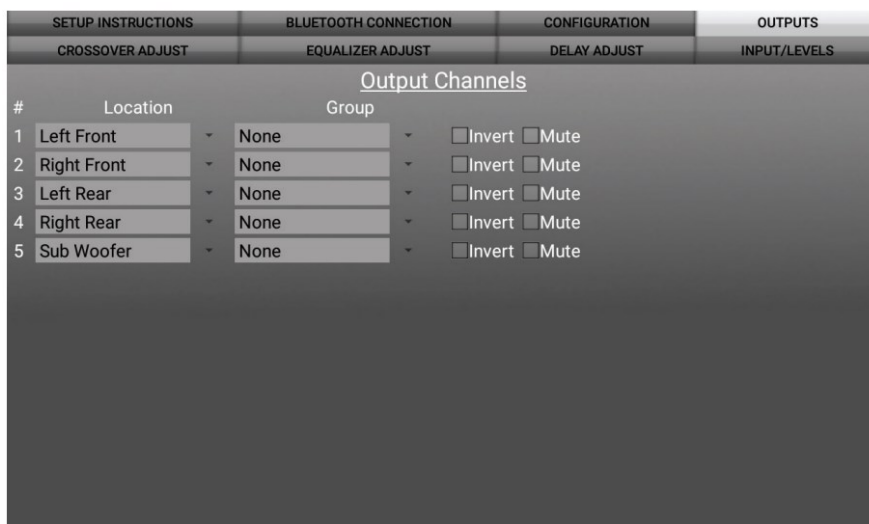 SETUP INSTRUCTIONS BLUETOOTH CONNECTION CONFIGURATION OUTPUTS
CROSSOVER ADJUST EQUALIZER ADJUST DELAY ADJUST INPUT/LEVELS
Output Channels
# Location Group
1 Left Front None Invert Mute
2 Right Front None Invert Mute
3 Left Rear None Invert Mute
4 Right Rear None Invert Mute
5 Sub Woofer None Invert Mute